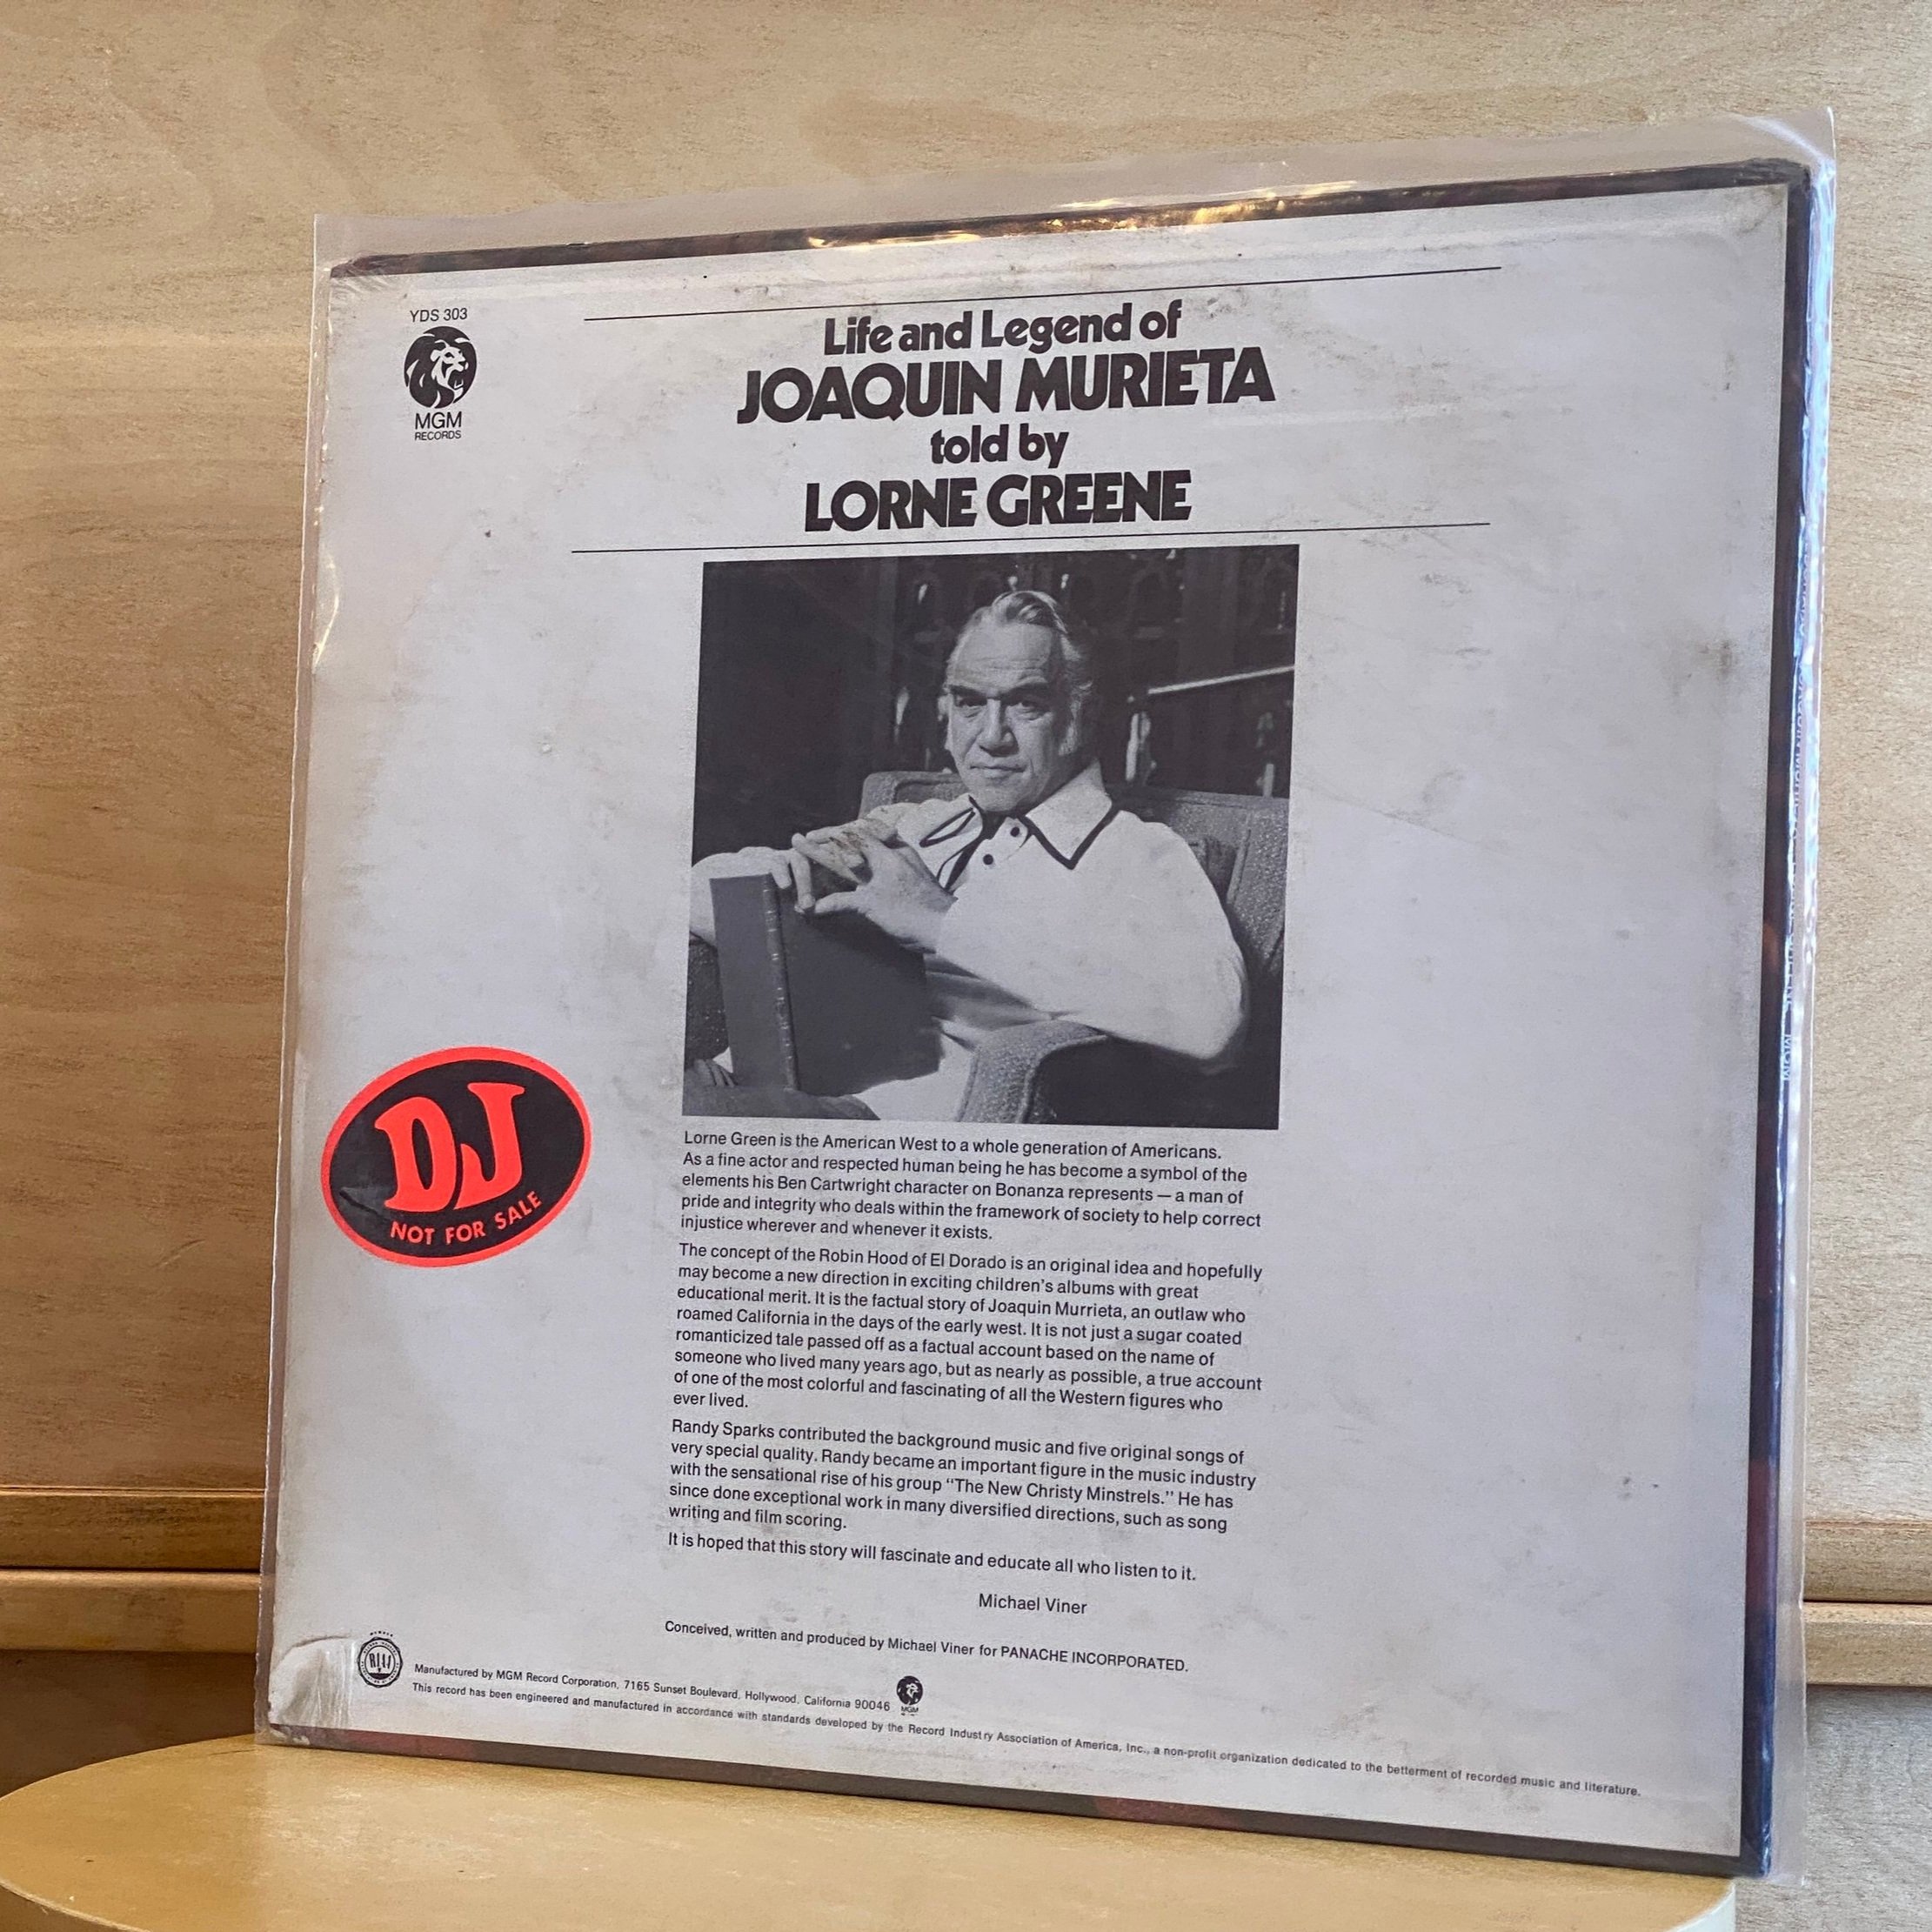 YDS 303
MGM
RECORDS
Life and Legend of
JOAQUIN MURIETA
told by
LORNE GREENE
DJ
NOT FOR SALE
Lorne Green is the American West to a whole generation of Americans.
As a fine actor and respected human being he has become a symbol of the
elements his Ben Cartwright character on Bonanza represents — a man of
pride and integrity who deals within the framework of society to help correct
injustice wherever and whenever it exists.
The concept of the Robin Hood of El Dorado is an original idea and hopefully
may become a new direction in exciting children's albums with great
educational merit. It is the factual story of Joaquin Murrieta, an outlaw who
roamed California in the days of the early west. It is not just a sugar coated
romanticized tale passed off as a factual account based on the name of
someone who lived many years ago, but as nearly as possible, a true account
of one of the most colorful and fascinating of all the Western figures who
ever lived.
Randy Sparks contributed the background music and five original songs of
very special quality. Randy became an important figure in the music industry
with the sensational rise of his group "The New Christy Minstrels." He has
since done exceptional work in many diversified directions, such as song
writing and film scoring.
It is hoped that this story will fascinate and educate all who listen to it.
Michael Viner
Conceived, written and produced by Michael Viner for PANACHE INCORPORATED.
RIAA
Manufactured by MGM Record Corporation, 7165 Sunset Boulevard, Hollywood, California 90046
MGM
This record has been engineered and manufactured in accordance with standards developed by the Record Industry Association of America, Inc., a non-profit organization dedicated to the betterment of recorded music and literature.